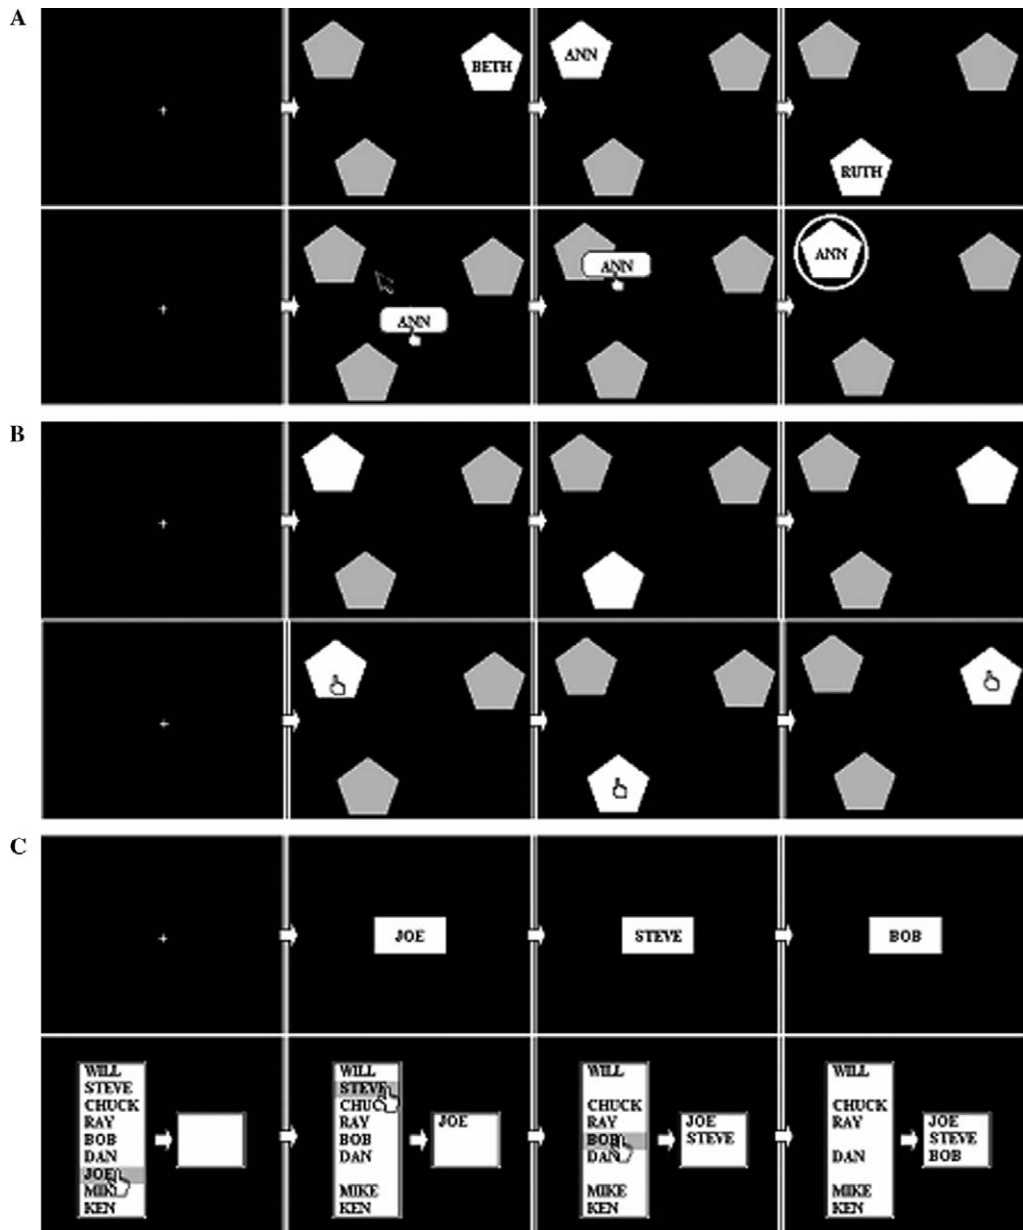 A
BETH
ANN
RUTH
ANN
ANN
ANN
B
C
JOE
STEVE
BOB
WILL
STEVE
CHUCK
RAY
BOB
DAN
JOE
MIKE
KEN
WILL
STEVE
CHUCK
RAY
BOB
DAN
MIKE
KEN
JOE
WILL
CHUCK
RAY
BOB
DAN
MIKE
KEN
JOE
STEVE
WILL
CHUCK
RAY
DAN
MIKE
KEN
JOE
STEVE
BOB